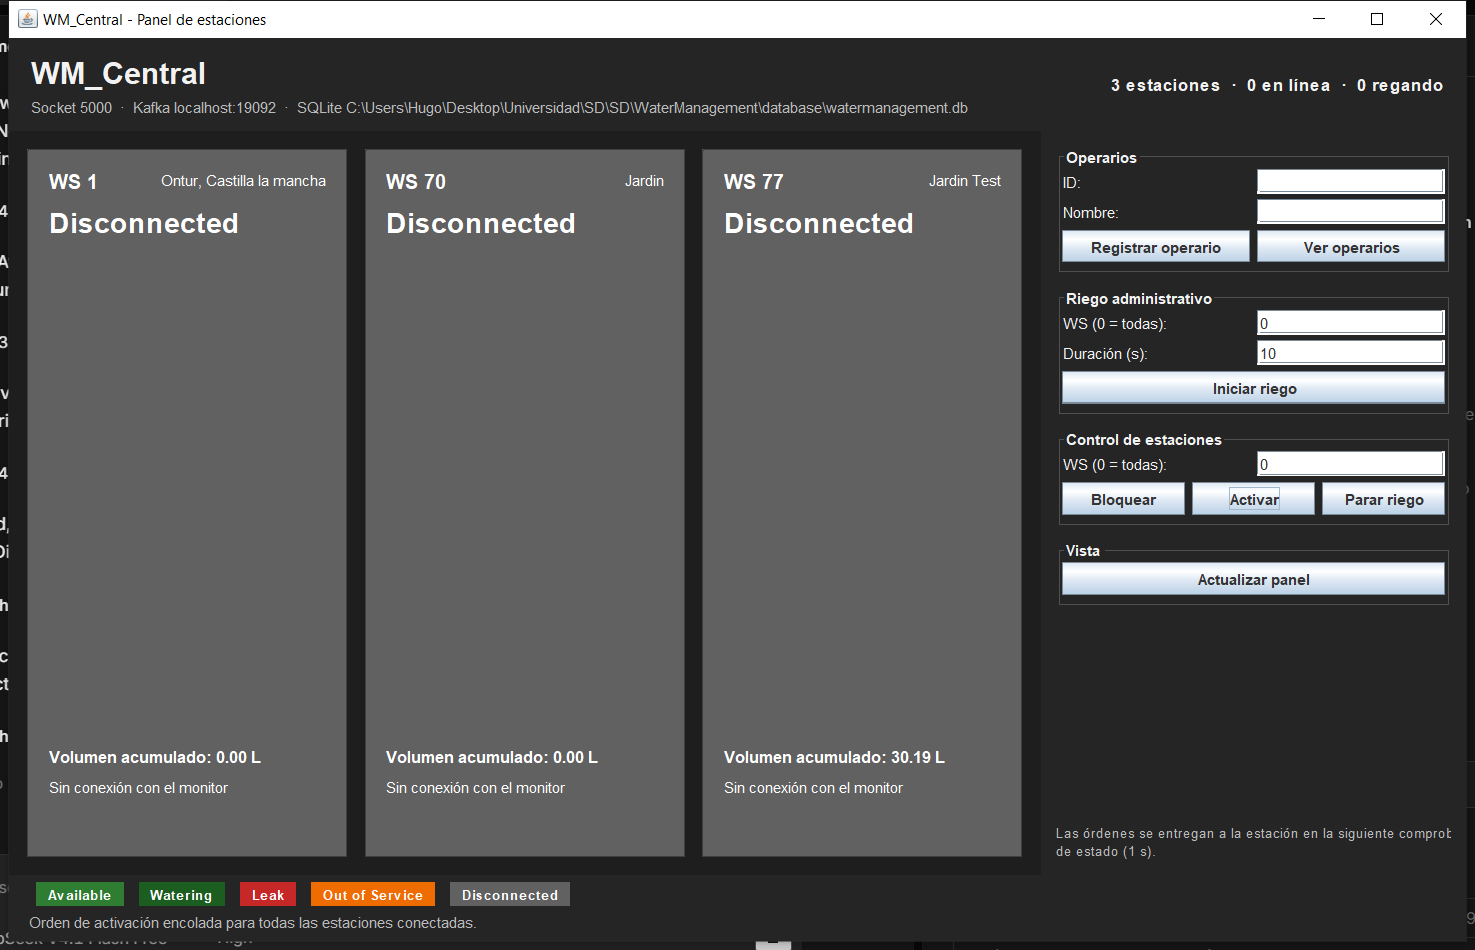 WM_Central - Panel de estaciones
WM_Central
Socket 5000 · Kafka localhost:19092 · SQLite C:\Users\Hugo\Desktop\Universidad\SD\SD\WaterManagement\database\watermanagement.db
3 estaciones · 0 en línea · 0 regando
WS 1 Ontur, Castilla la mancha
Disconnected
Volumen acumulado: 0.00 L
Sin conexión con el monitor
WS 70 Jardin
Disconnected
Volumen acumulado: 0.00 L
Sin conexión con el monitor
WS 77 Jardin Test
Disconnected
Volumen acumulado: 30.19 L
Sin conexión con el monitor
Operarios
ID:
Nombre:
Registrar operario Ver operarios
Riego administrativo
WS (0 = todas): 0
Duración (s): 10
Iniciar riego
Control de estaciones
WS (0 = todas): 0
Bloquear Activar Parar riego
Vista
Actualizar panel
Las órdenes se entregan a la estación en la siguiente comprob
de estado (1 s).
Available Watering Leak Out of Service Disconnected
Orden de activación encolada para todas las estaciones conectadas.